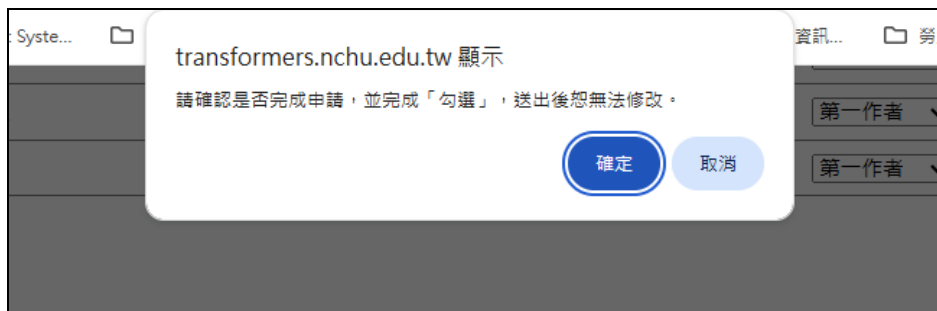 : Syste...
資訊...
勞
transformers.nchu.edu.tw 顯示
請確認是否完成申請，並完成「勾選」，送出後恕無法修改。
第一作者
確定
取消
第一作者